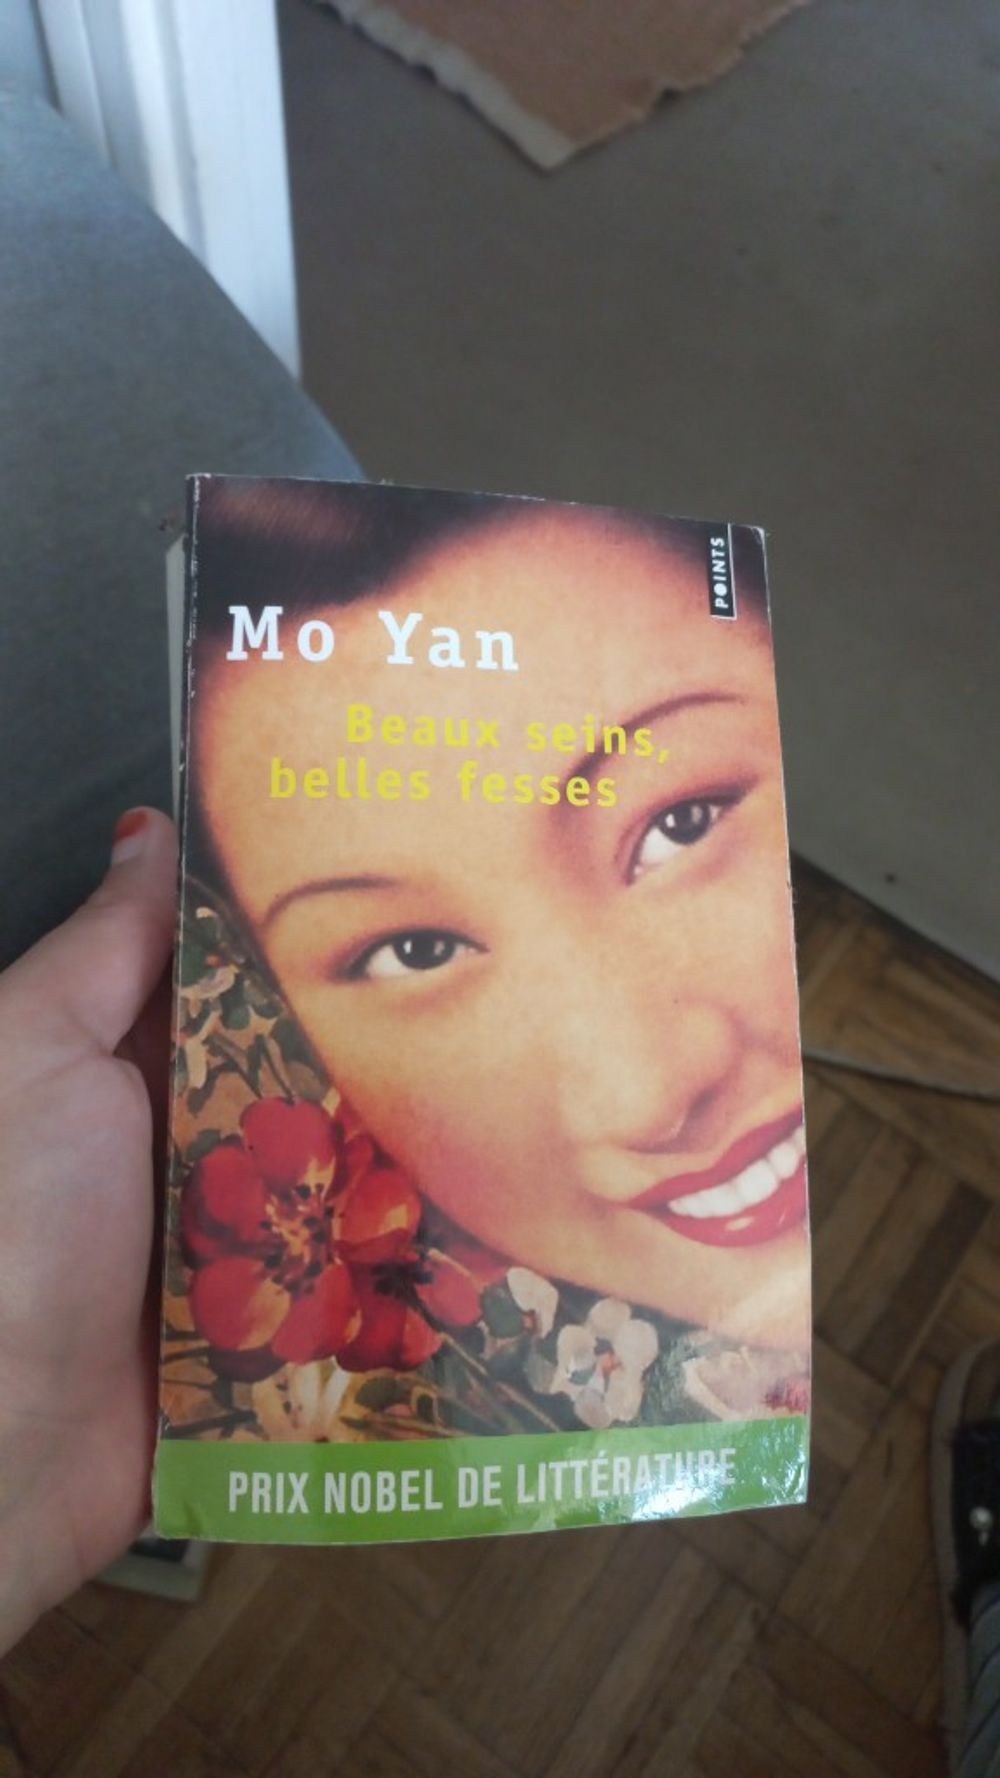 POINTS
Mo Yan
Beaux seins,
belles fesses
PRIX NOBEL DE LITTÉRATURE